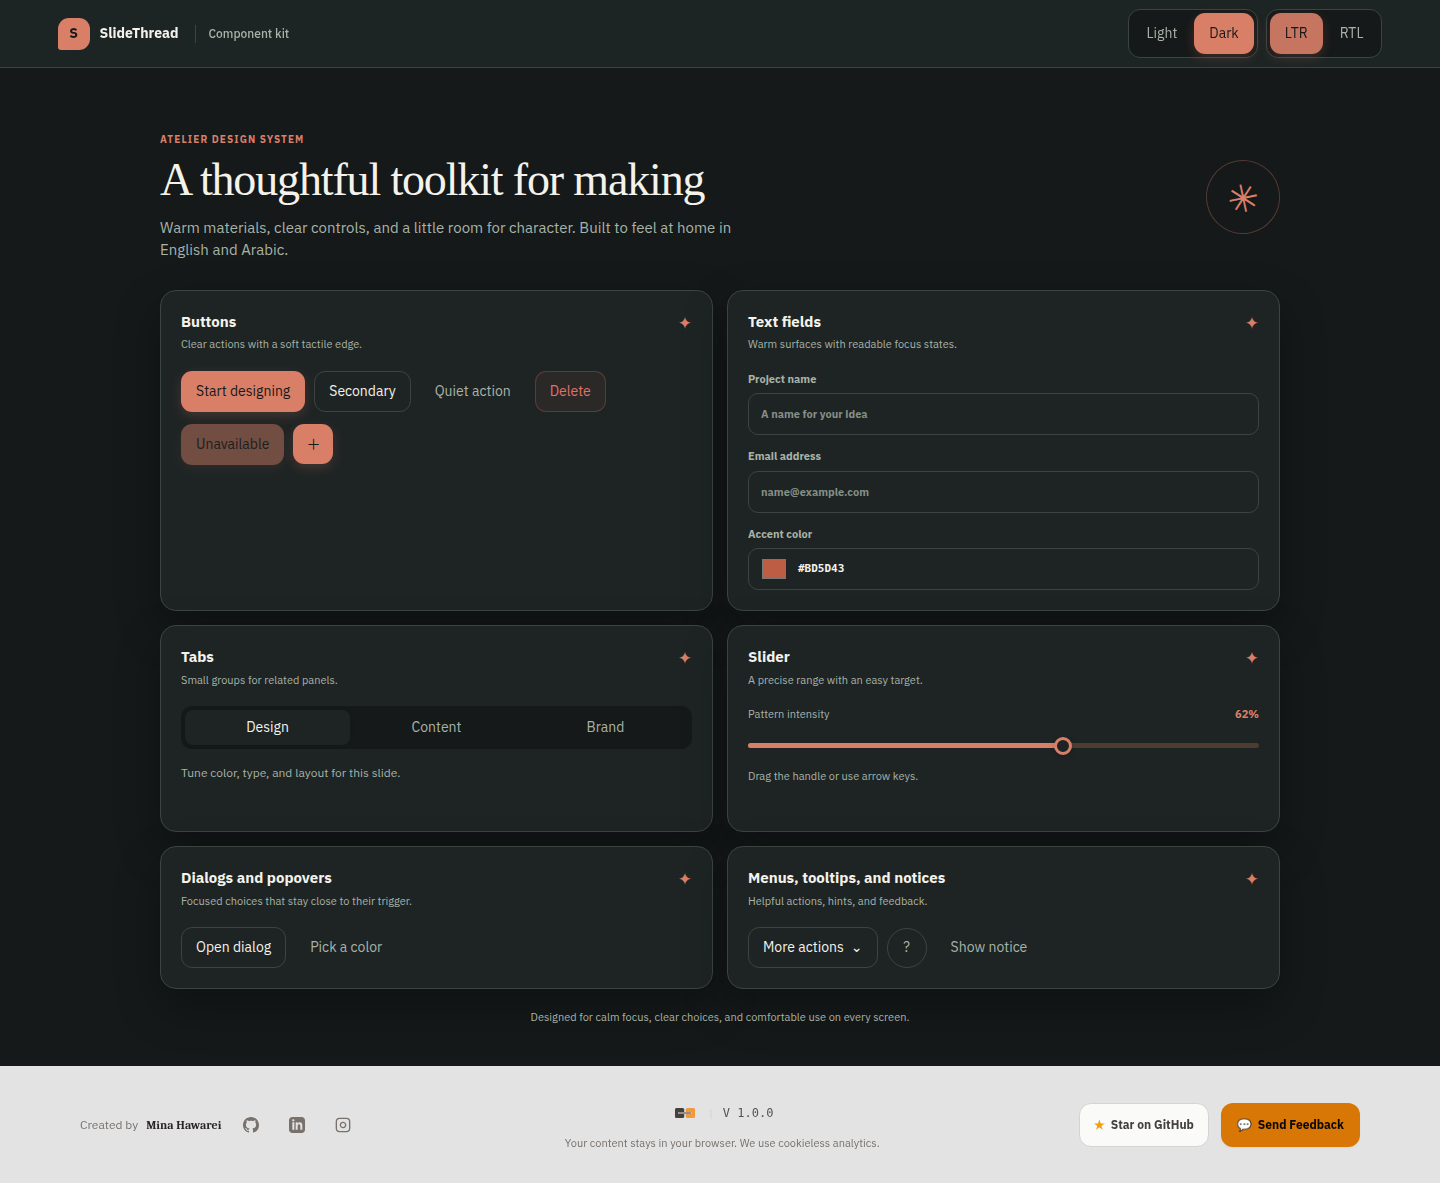 S SlideThread Component kit Light Dark LTR RTL
ATELIER DESIGN SYSTEM
A thoughtful toolkit for making
Warm materials, clear controls, and a little room for character. Built to feel at home in
English and Arabic.
Buttons
Clear actions with a soft tactile edge.
Start designing Secondary Quiet action Delete
Unavailable +
Text fields
Warm surfaces with readable focus states.
Project name
A name for your idea
Email address
name@example.com
Accent color
#BD5D43
Tabs
Small groups for related panels.
Design Content Brand
Tune color, type, and layout for this slide.
Slider
A precise range with an easy target.
Pattern intensity 62%
Drag the handle or use arrow keys.
Dialogs and popovers
Focused choices that stay close to their trigger.
Open dialog Pick a color
Menus, tooltips, and notices
Helpful actions, hints, and feedback.
More actions ? Show notice
Designed for calm focus, clear choices, and comfortable use on every screen.
Created by Mina Hawarei
V 1.0.0
Your content stays in your browser. We use cookieless analytics.
Star on GitHub Send Feedback